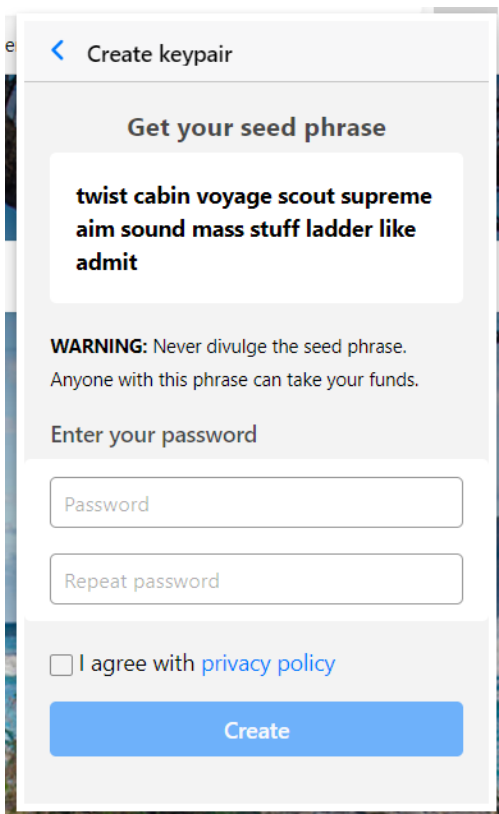 Create keypair
Get your seed phrase
twist cabin voyage scout supreme
aim sound mass stuff ladder like
admit
WARNING: Never divulge the seed phrase.
Anyone with this phrase can take your funds.
Enter your password
Password
Repeat password
I agree with privacy policy
Create